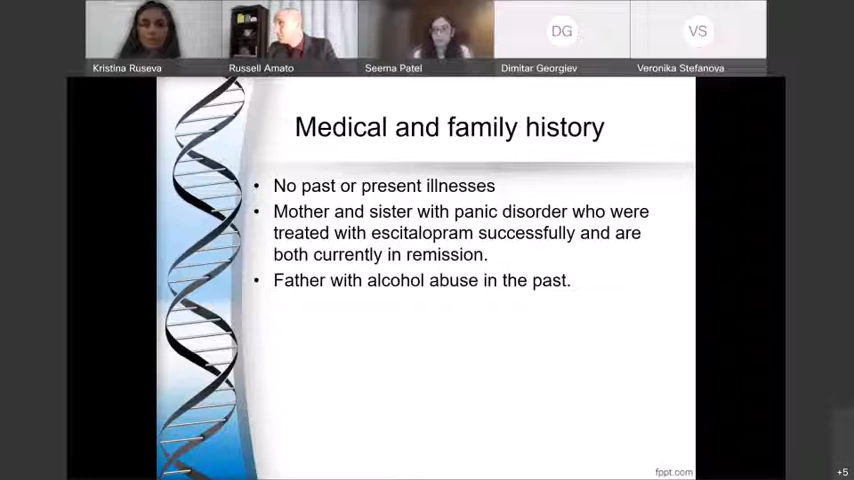 DG
VS
Kristina Ruseva
Russell Amato
Seema Patel
Dimitar Georgiev
Veronika Stefanova
Medical and family history
• No past or present illnesses
• Mother and sister with panic disorder who were
treated with escitalopram successfully and are
both currently in remission.
• Father with alcohol abuse in the past.
fppt.com
+5